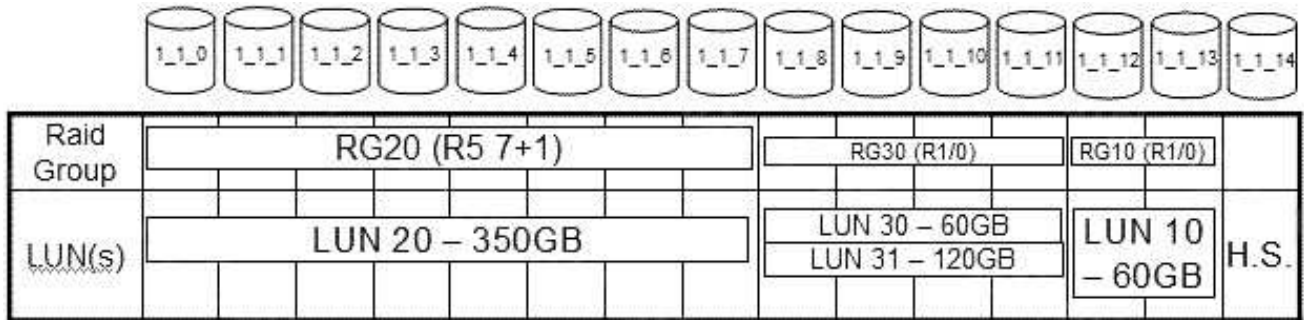 1_1_0 1_1_1 1_1_2 1_1_3 1_1_4 1_1_5 1_1_6 1_1_7 1_1_8 1_1_9 1_1_10 1_1_11 1_1_12 1_1_13 1_1_14
Raid
Group
RG20 (R5 7+1)
RG30 (R1/0)
RG10 (R1/0)
LUN(s)
LUN 20 – 350GB
LUN 30 – 60GB
LUN 31 – 120GB
LUN 10
– 60GB
H.S.